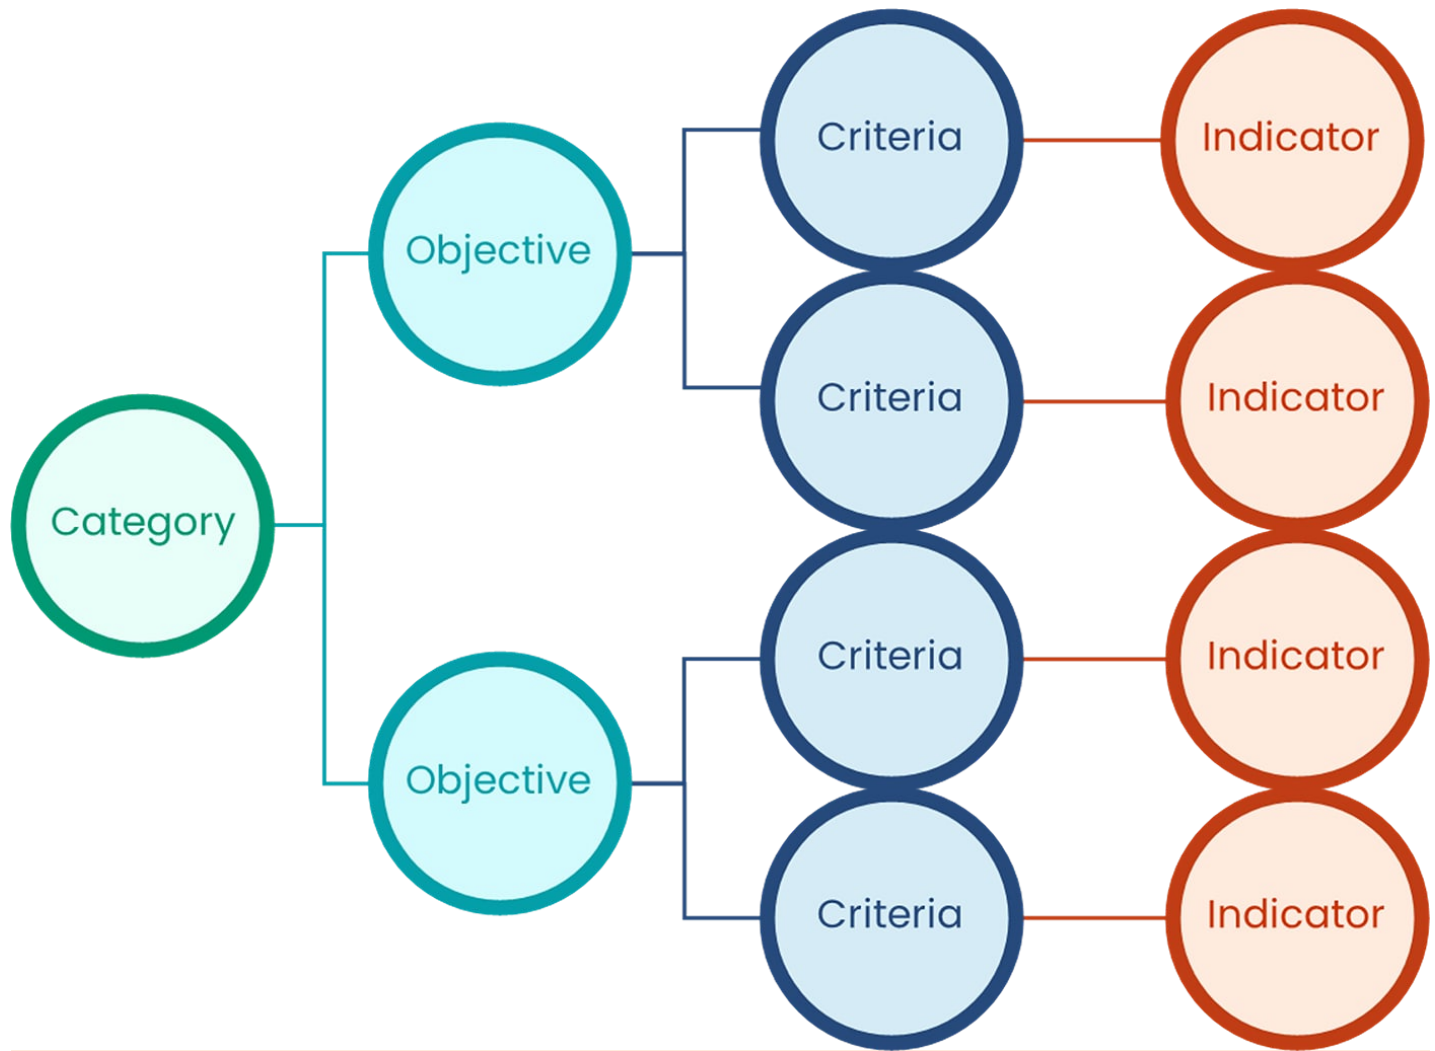 Category
Objective
Objective
Criteria
Criteria
Criteria
Criteria
Indicator
Indicator
Indicator
Indicator